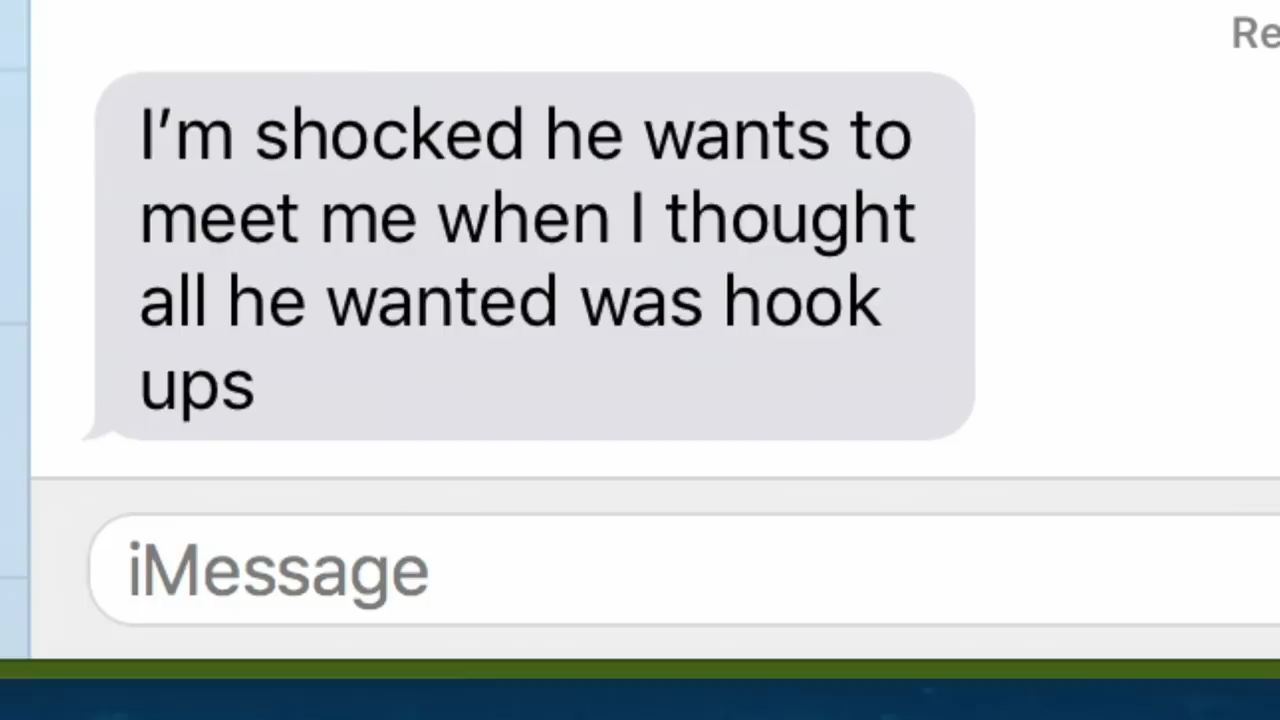 Re
I'm shocked he wants to
meet me when I thought
all he wanted was hook
ups
iMessage